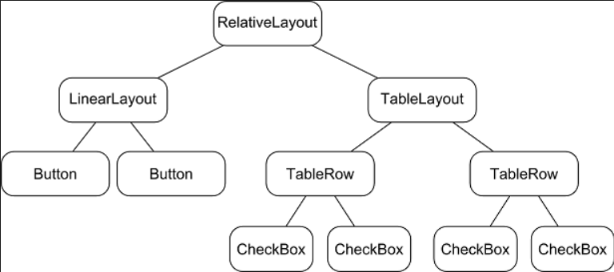 RelativeLayout
LinearLayout
TableLayout
Button
Button
TableRow
TableRow
CheckBox
CheckBox
CheckBox
CheckBox